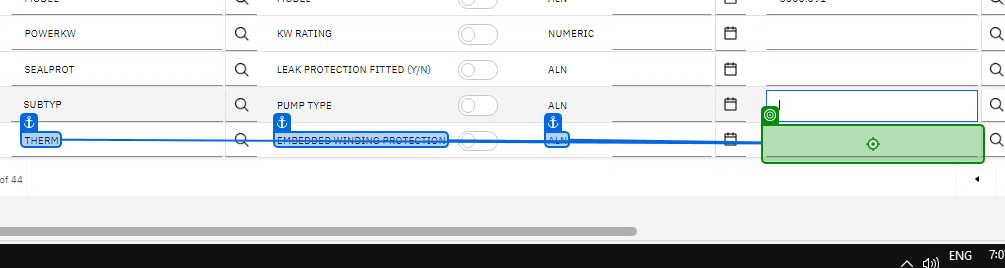 POWERKW KW RATING NUMERIC
SEALPROT LEAK PROTECTION FITTED (Y/N) ALN
SUBTYP PUMP TYPE ALN
THERM EMBEDDED WINDING PROTECTION ALN
of 44
ENG 7:0